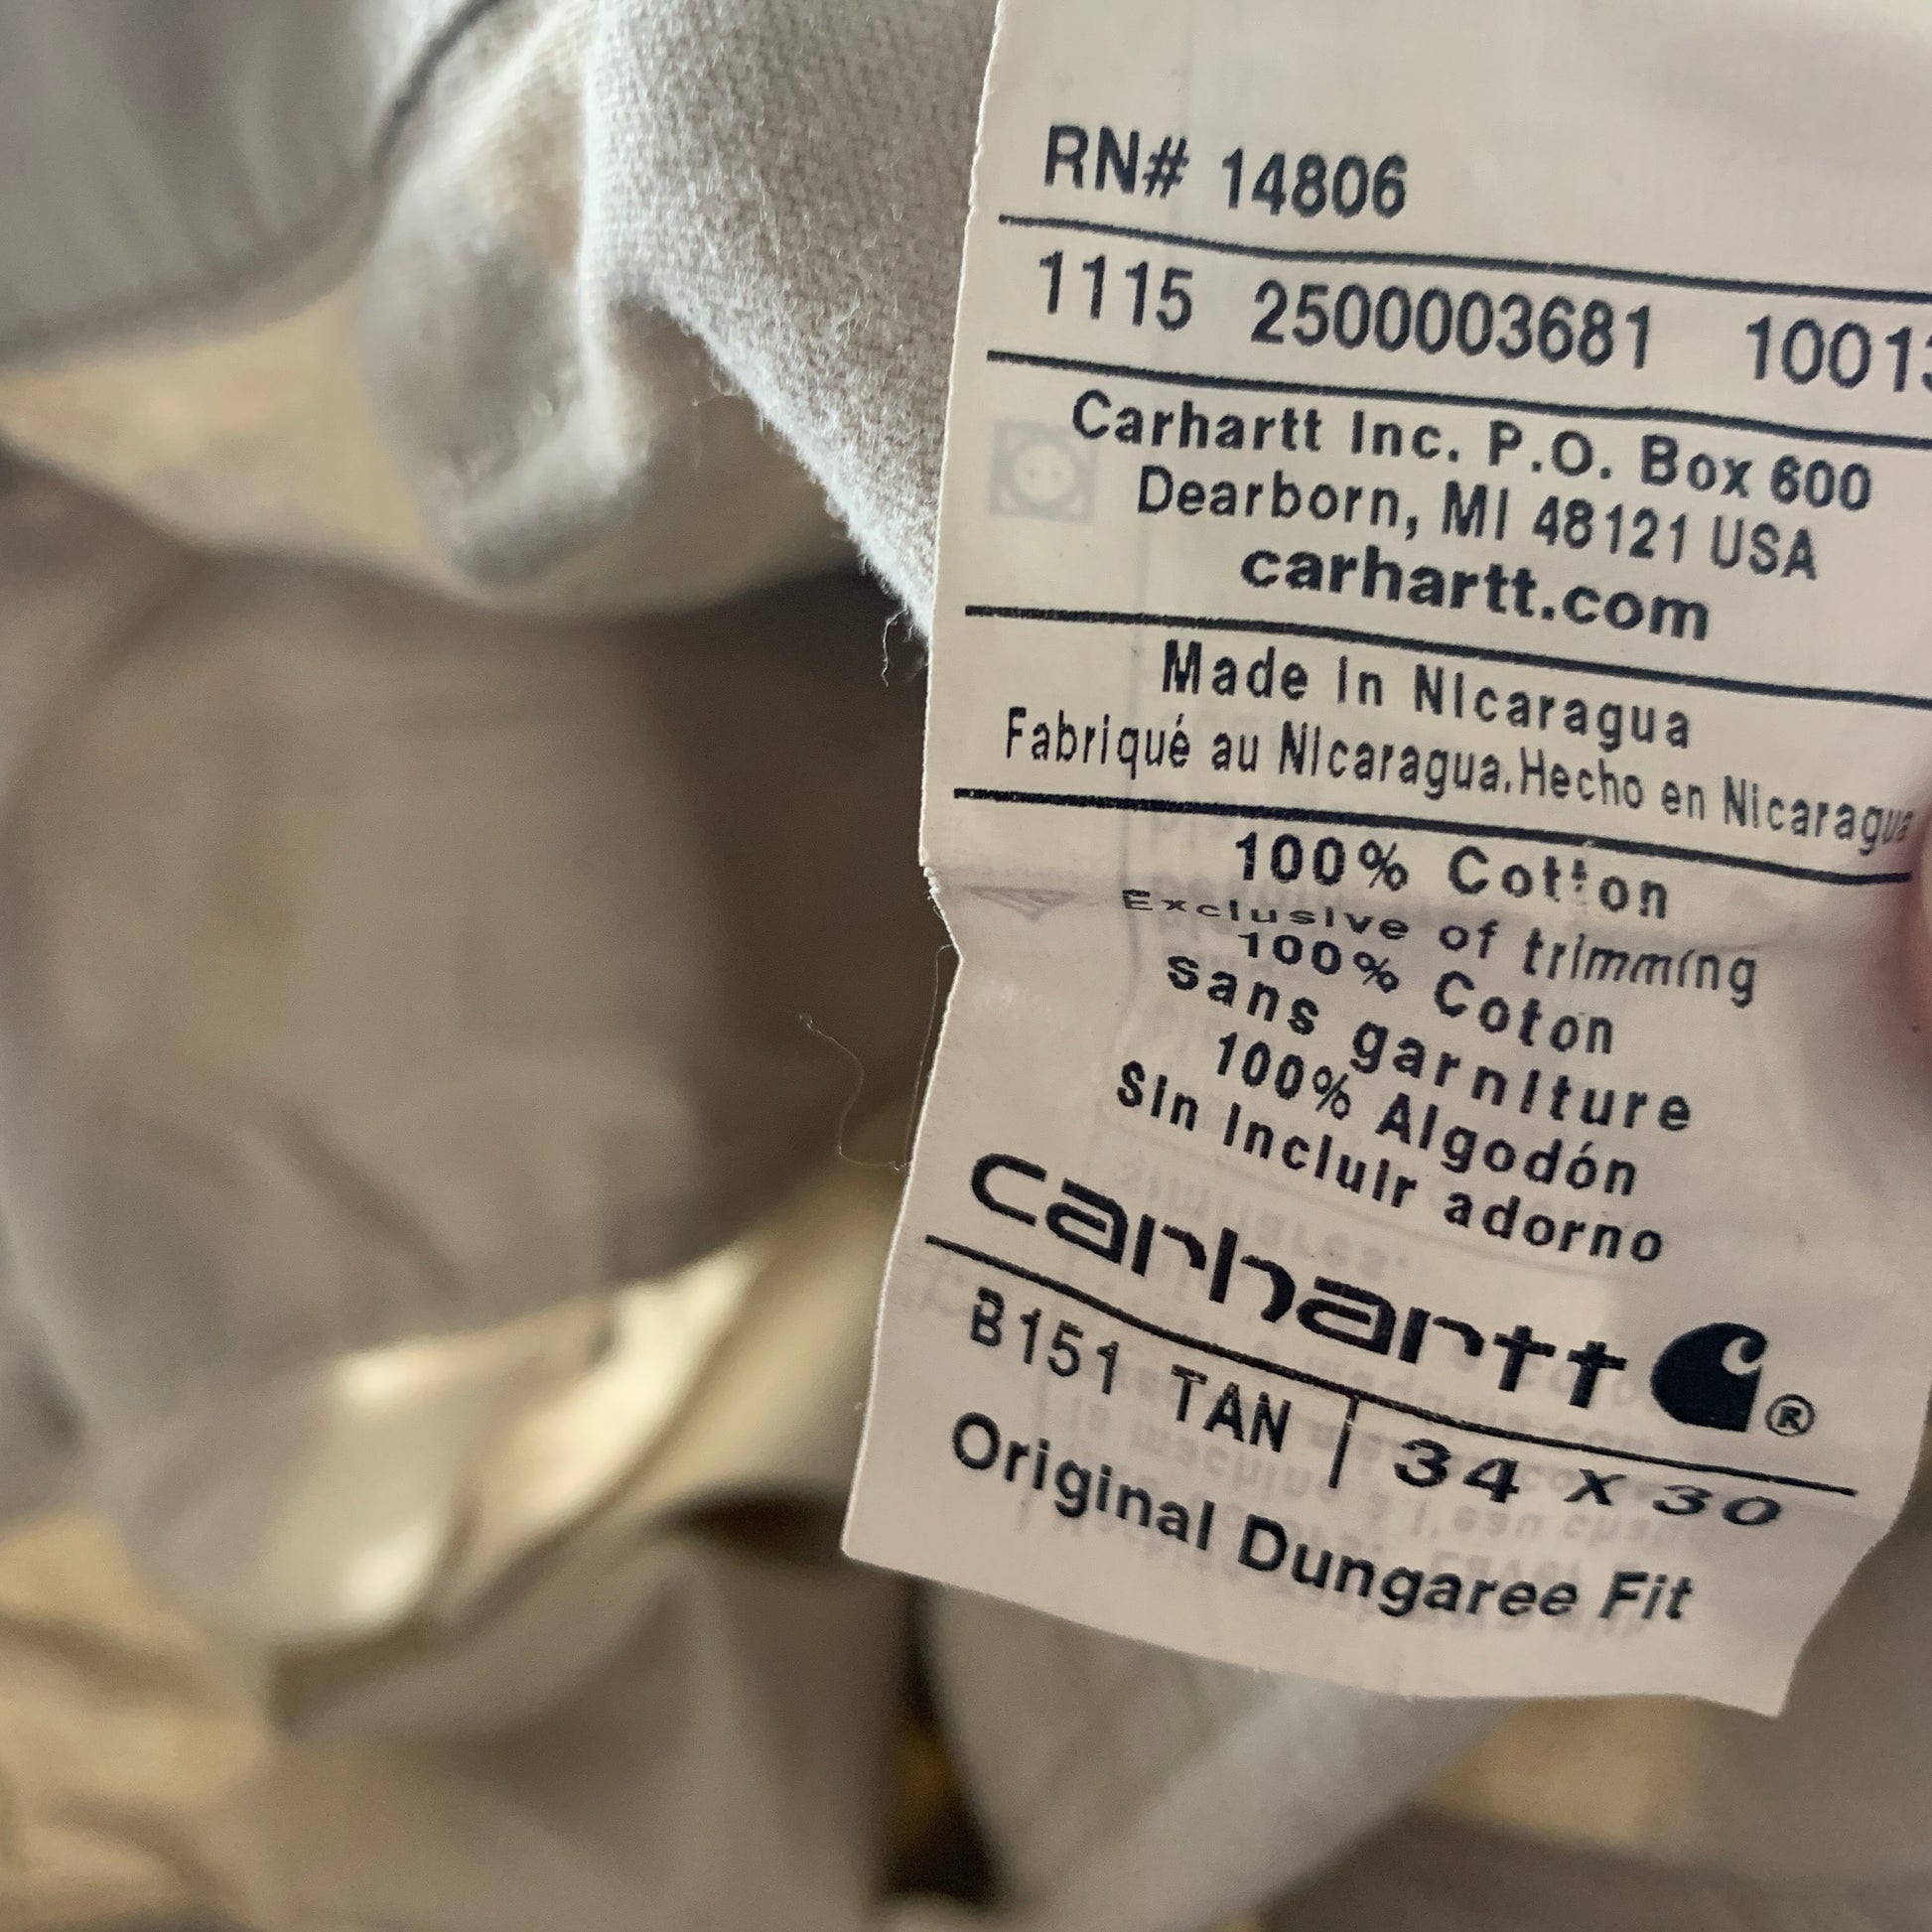 RN# 14806
1115 2500003681 10013
Carhartt Inc. P.O. Box 600
Dearborn, MI 48121 USA
carhartt.com
Made in Nicaragua
Fabriqué au Nicaragua.Hecho en Nicaragua
100% Cotton
Exclusive of trimming
100% Coton
sans garniture
100% Algodón
Sin incluir adorno
carhartt ®
B151 TAN | 34 x 30
Original Dungaree Fit